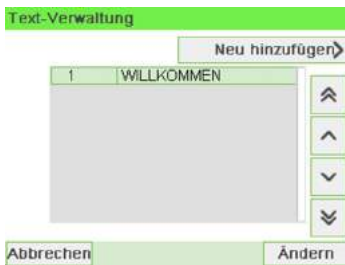 Text-Verwaltung
Neu hinzufügen
1 WILLKOMMEN
Abbrechen Ändern